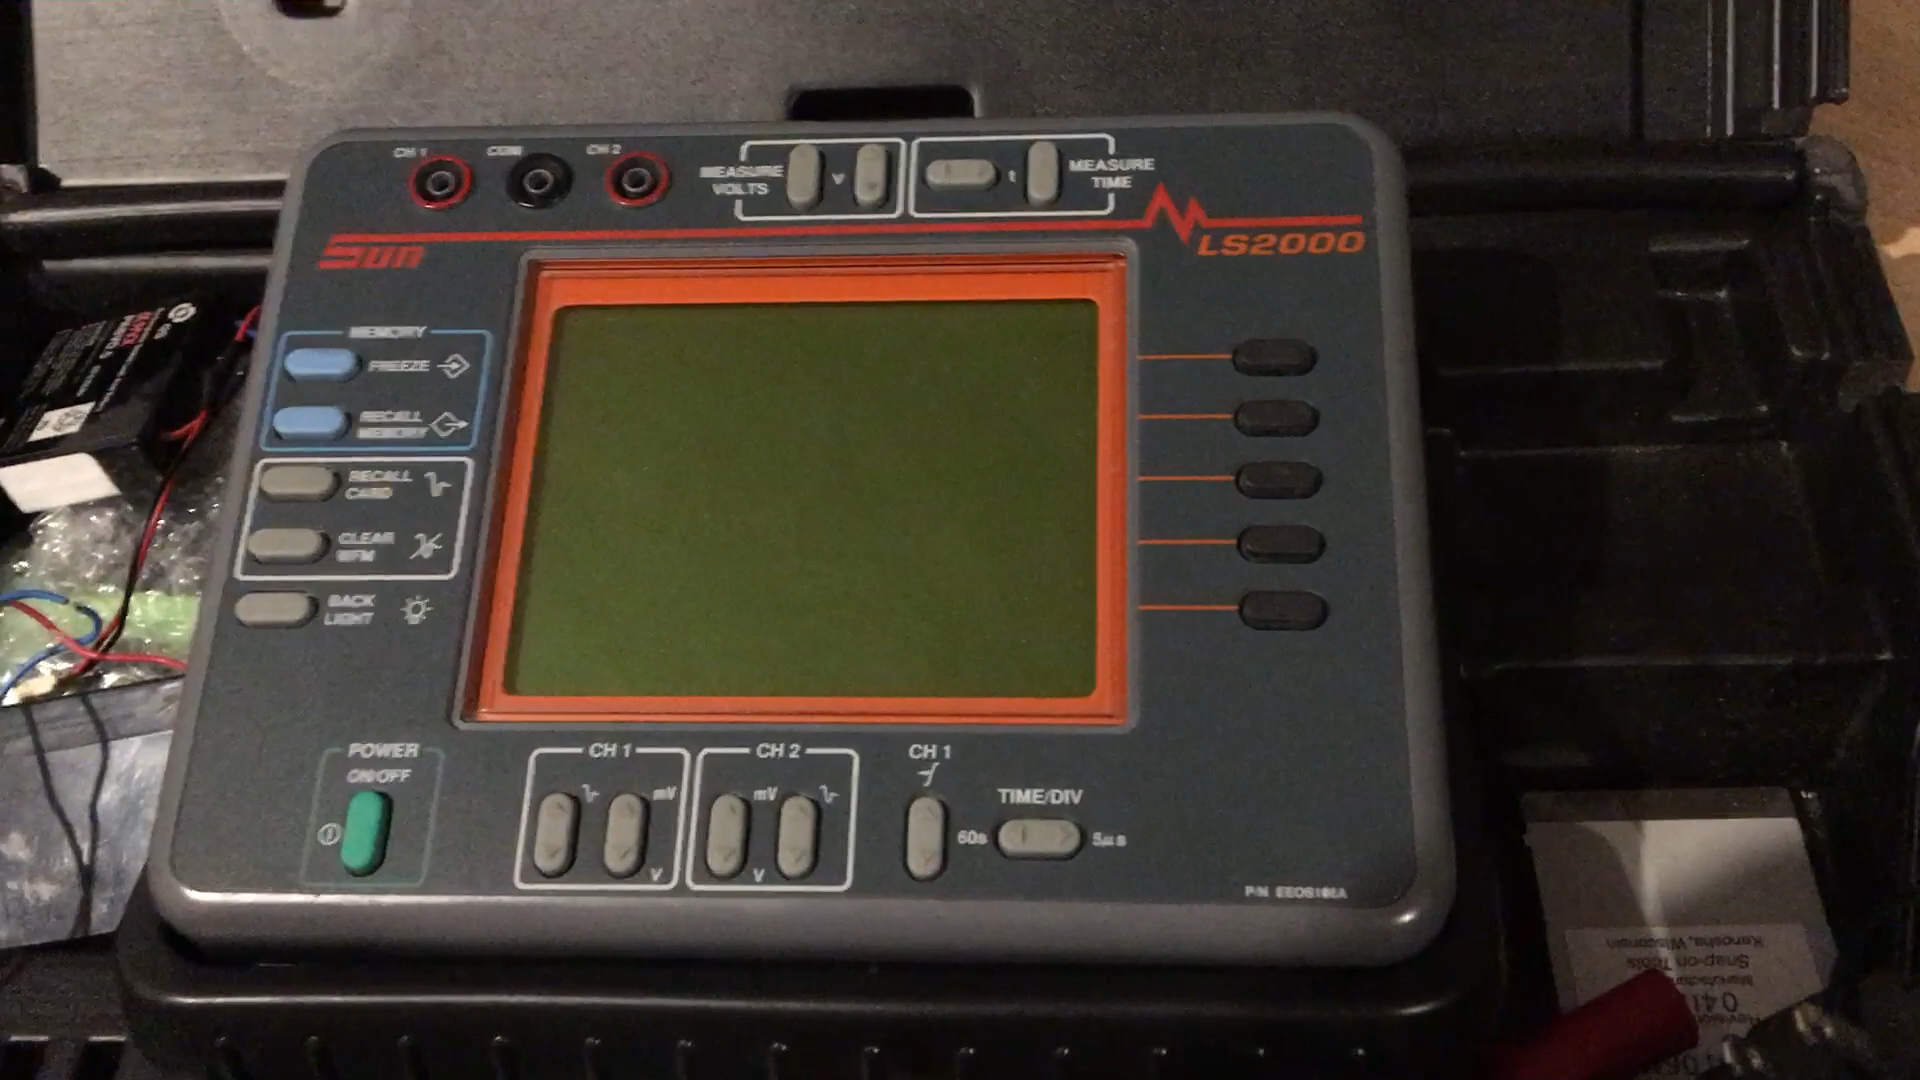 CH 1
COM
CH 2
MEASURE
VOLTS
v
t
MEASURE
TIME
Sun
LS2000
MEMORY
FREEZE
RECALL
MEMORY
RECALL
CARD
CLEAR
WFM
BACK
LIGHT
POWER
ON/OFF
CH 1
mV
V
CH 2
mV
V
CH 1
TIME/DIV
60s
5µs
Kenosha, Wisconsin
Snap-on Tools